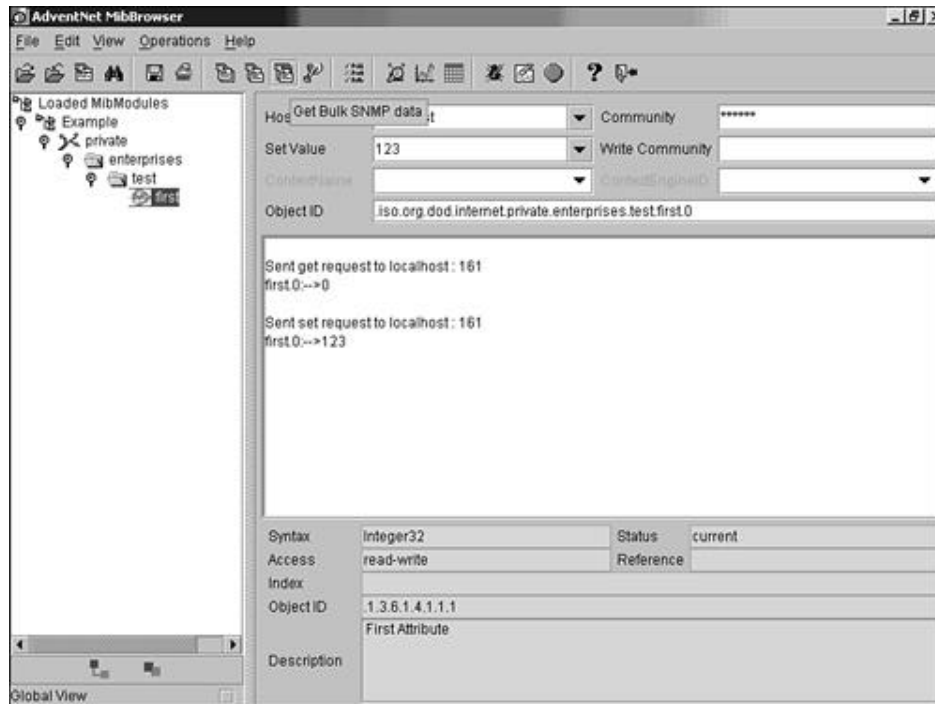 AdventNet MibBrowser
File Edit View Operations Help
Loaded MibModules
Example
private
enterprises
test
first
Get Bulk SNMP data
Community ******
Set Value 123 Write Community
ContextName ContextEngineID
Object ID .iso.org.dod.internet.private.enterprises.test.first.0
Sent get request to localhost : 161
first.0:-->0
Sent set request to localhost : 161
first.0:-->123
Syntax Integer32 Status current
Access read-write Reference
Index
Object ID .1.3.6.1.4.1.1.1
Description First Attribute
Global View